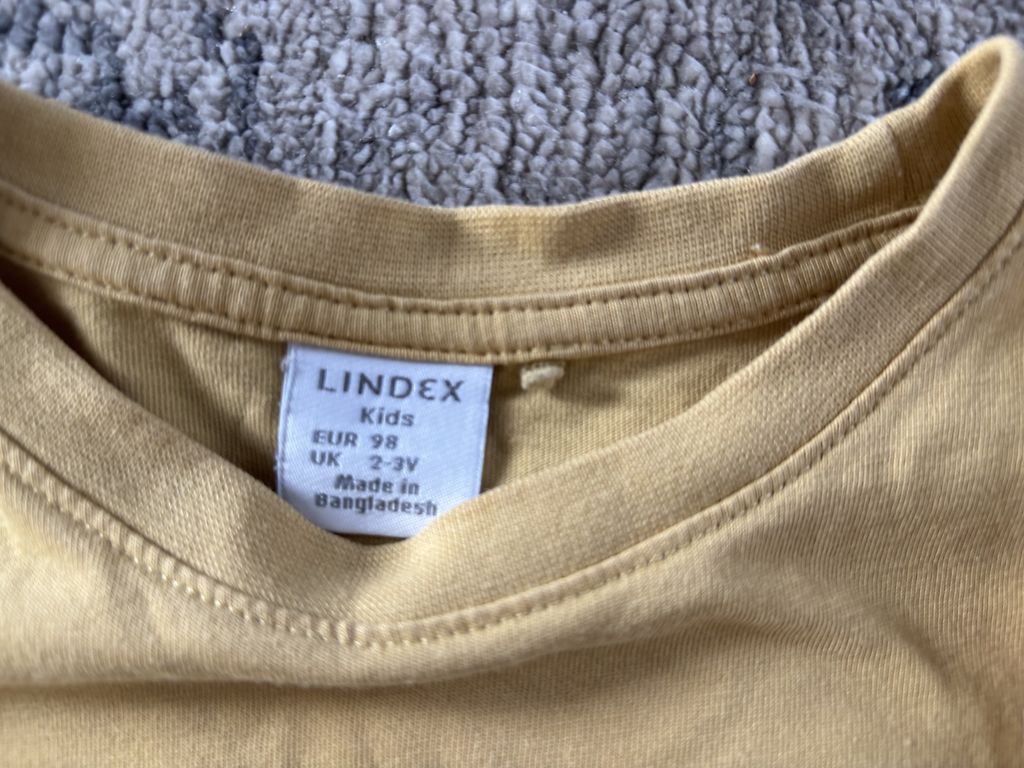 LINDEX
Kids
EUR 98
UK 2-3Y
Made in
Bangladesh